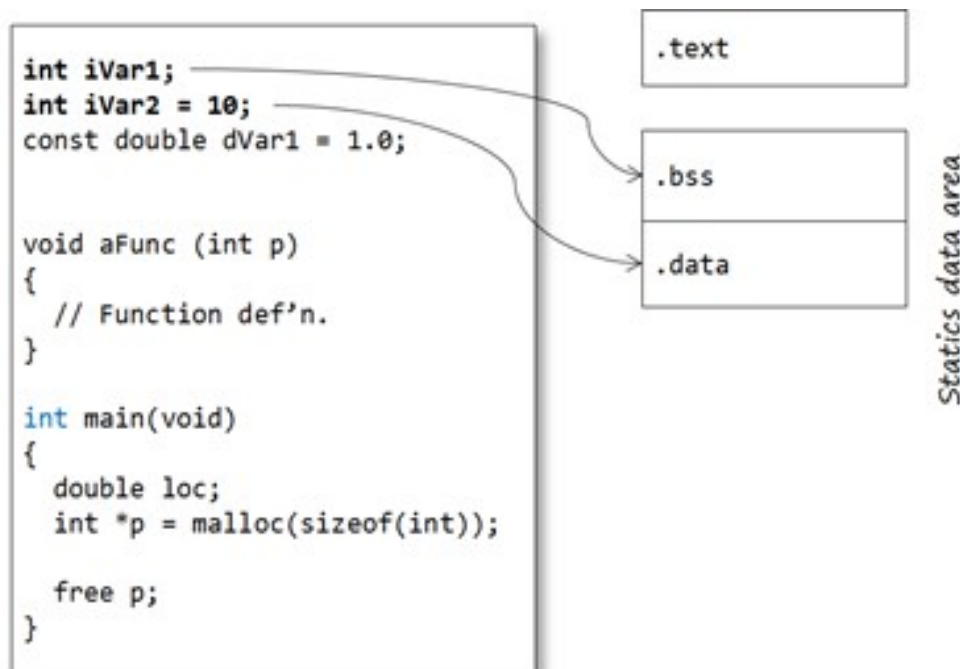 int iVar1;
int iVar2 = 10;
const double dVar1 = 1.0;
void aFunc (int p)
{
// Function def’n.
}
int main(void)
{
double loc;
int *p = malloc(sizeof(int));
free p;
}
.text
.bss
.data
Statics data area